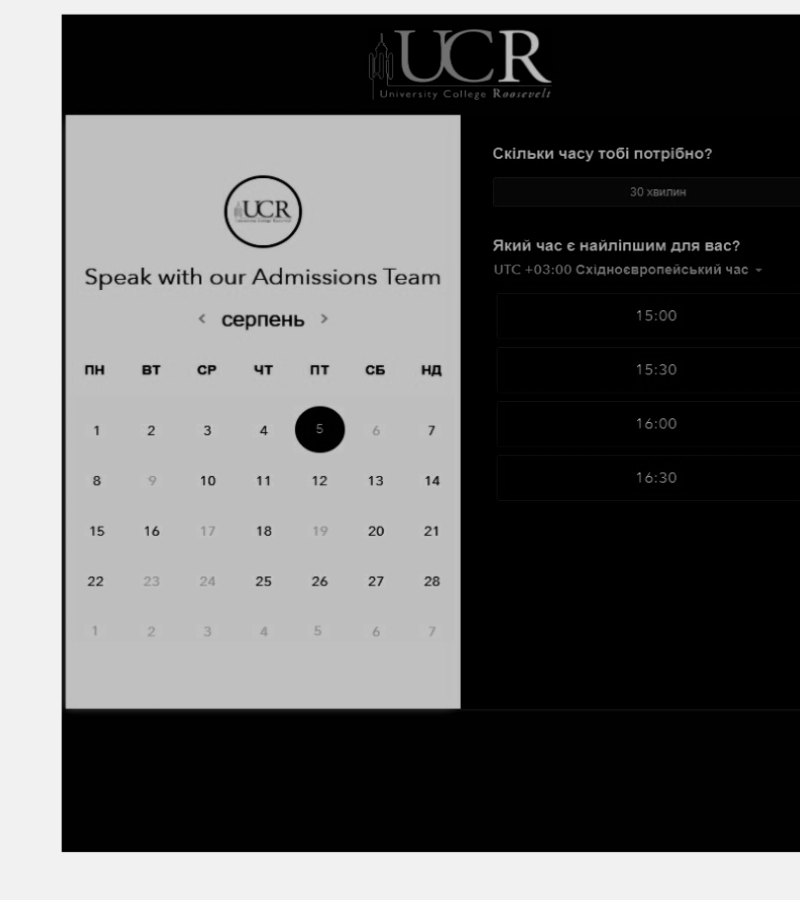 UCR
University College Roosevelt
UCR
Speak with our Admissions Team
< серпень >
ПН ВТ СР ЧТ ПТ СБ НД
1 2 3 4 5 6 7
8 9 10 11 12 13 14
15 16 17 18 19 20 21
22 23 24 25 26 27 28
1 2 3 4 5 6 7
Скільки часу тобі потрібно?
30 хвилин
Який час є найліпшим для вас?
UTC +03:00 Східноєвропейський час
15:00
15:30
16:00
16:30